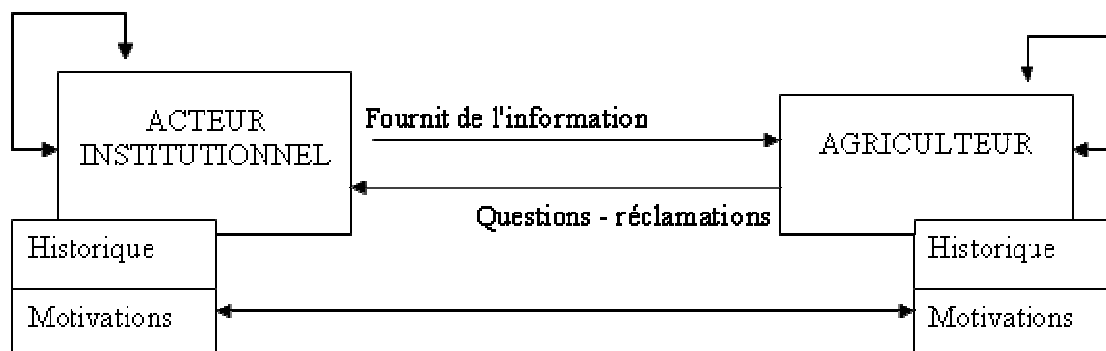 ACTEUR
INSTITUTIONNEL
Fournit de l'information
AGRICULTEUR
Questions - réclamations
Historique
Motivations
Historique
Motivations